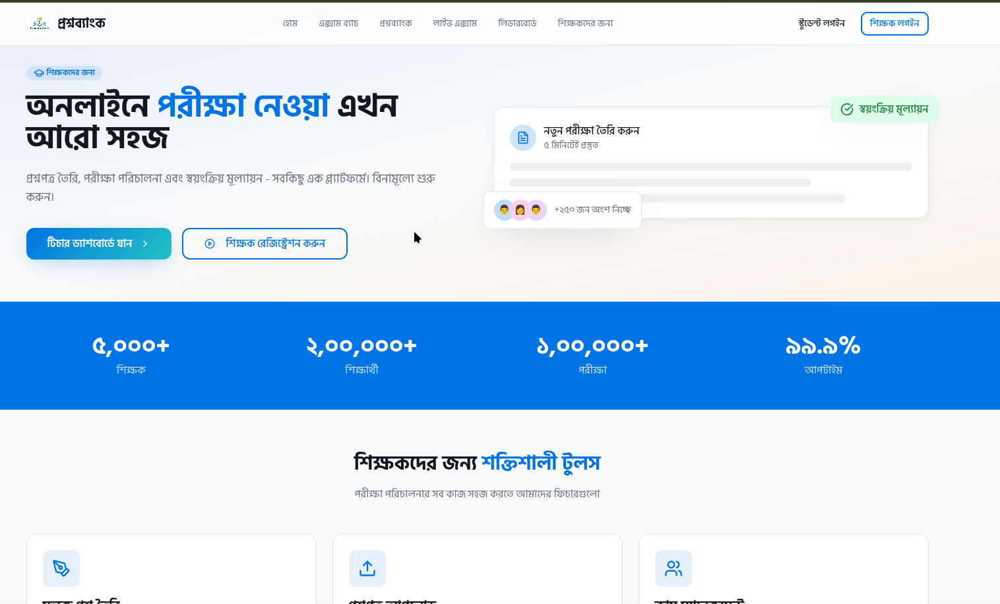 প্রশ্নব্যাংক
হোম
এক্সাম ব্যাচ
প্রশ্নব্যাংক
লাইভ এক্সাম
লিডারবোর্ড
শিক্ষকদের জন্য
স্টুডেন্ট লগইন
শিক্ষক লগইন
শিক্ষকদের জন্য
অনলাইনে পরীক্ষা নেওয়া এখন
আরো সহজ
প্রশ্নপত্র তৈরি, পরীক্ষা পরিচালনা এবং স্বয়ংক্রিয় মূল্যায়ন - সবকিছু এক প্ল্যাটফর্মে। বিনামূল্যে শুরু
করুন।
টিচার ড্যাশবোর্ডে যান
শিক্ষক রেজিস্ট্রেশন করুন
স্বয়ংক্রিয় মূল্যায়ন
নতুন পরীক্ষা তৈরি করুন
৫ মিনিটেই প্রস্তুত
+২৫০ জন অংশ নিচ্ছে
৫,০০০+
শিক্ষক
২,০০,০০০+
শিক্ষার্থী
১,০০,০০০+
পরীক্ষা
৯৯.৯%
আপটাইম
শিক্ষকদের জন্য শক্তিশালী টুলস
পরীক্ষা পরিচালনার সব কাজ সহজ করতে আমাদের ফিচারগুলো